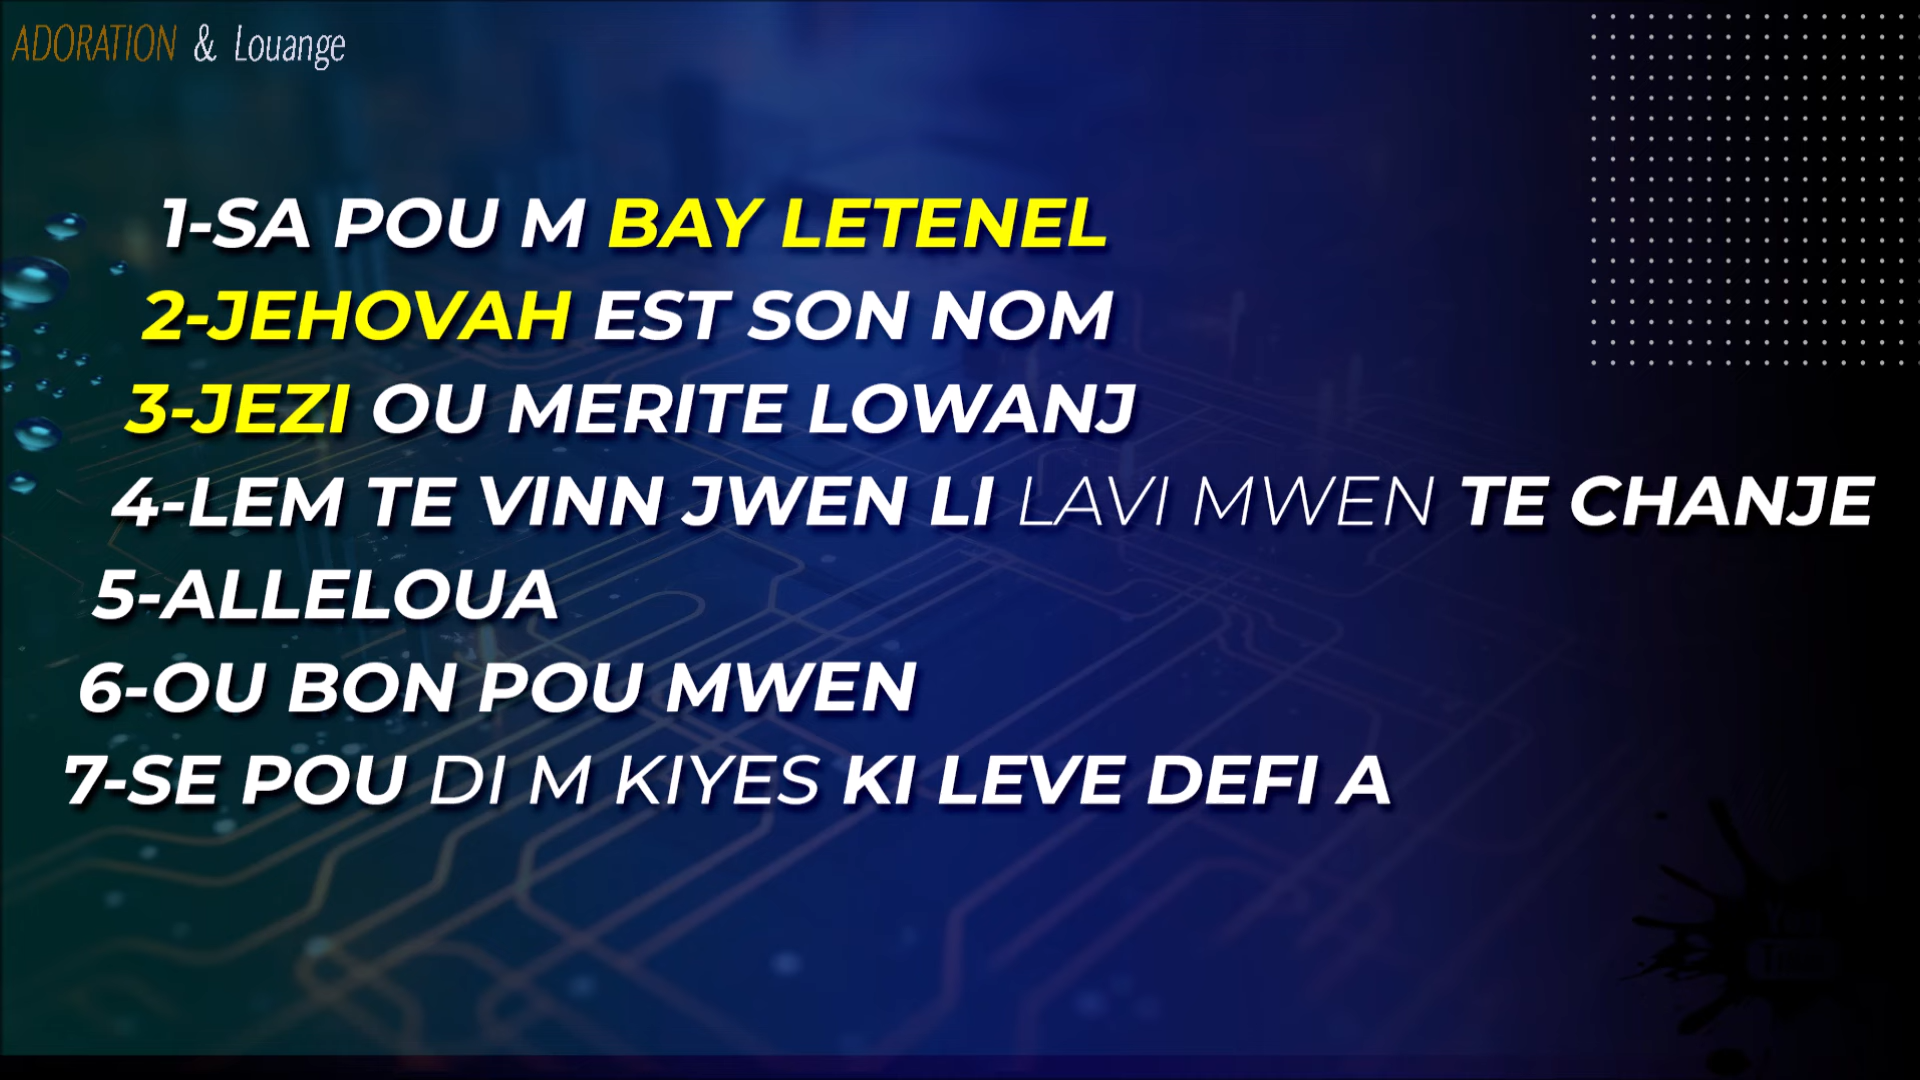 ADORATION & Louange
1-SA POU M BAY LETENEL
2-JEHOVAH EST SON NOM
3-JEZI OU MERITE LOWANJ
4-LEM TE VINN JWEN LI LAVI MWEN TE CHANJE
5-ALLELOUA
6-OU BON POU MWEN
7-SE POU DI M KIYES KI LEVE DEFI A